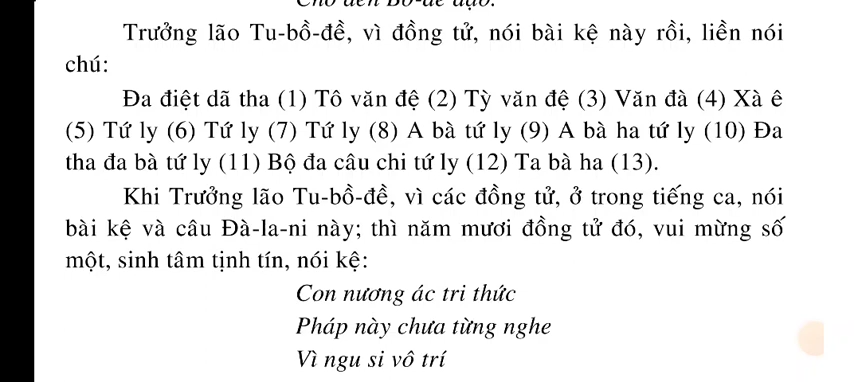 Trưởng lão Tu-bồ-đề, vì đồng tử, nói bài kệ này rồi, liền nói
chú:
Đa điệt dã tha (1) Tô văn đệ (2) Tỳ văn đệ (3) Văn đà (4) Xà ê
(5) Tứ ly (6) Tứ ly (7) Tứ ly (8) A bà tứ ly (9) A bà ha tứ ly (10) Đa
tha đa bà tứ ly (11) Bộ đa câu chi tứ ly (12) Ta bà ha (13).
Khi Trưởng lão Tu-bồ-đề, vì các đồng tử, ở trong tiếng ca, nói
bài kệ và câu Đà-la-ni này; thì năm mươi đồng tử đó, vui mừng số
một, sinh tâm tịnh tín, nói kệ:
Con nương ác tri thức
Pháp này chưa từng nghe
Vì ngu si vô trí